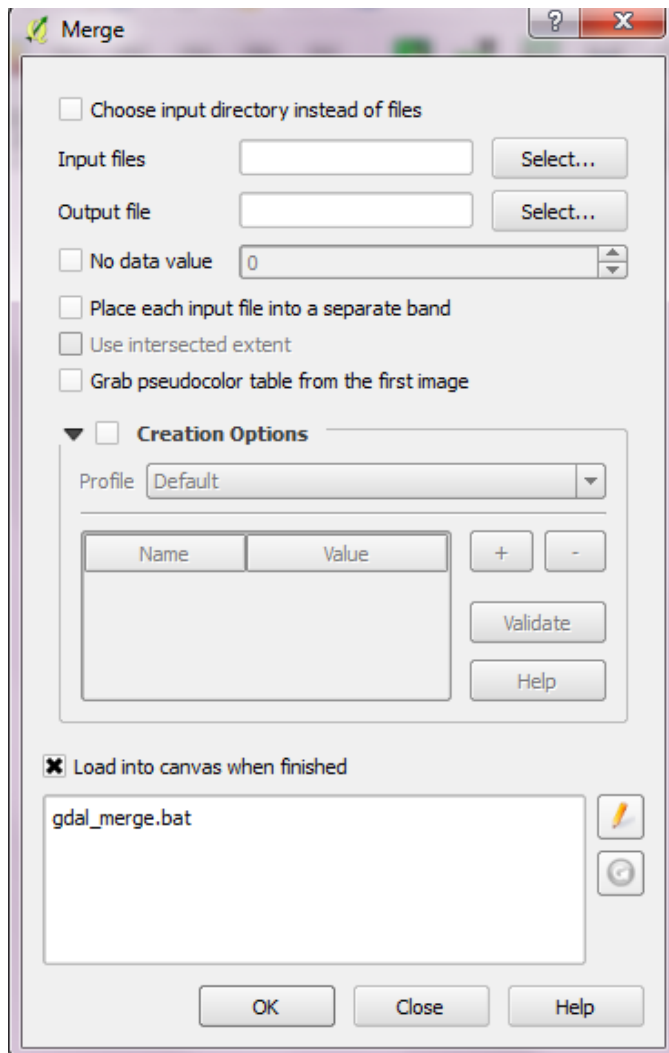 Merge
?
Choose input directory instead of files
Input files Select...
Output file Select...
No data value 0
Place each input file into a separate band
Use intersected extent
Grab pseudocolor table from the first image
Creation Options
Profile Default
Name Value + -
Validate
Help
Load into canvas when finished
gdal_merge.bat
OK Close Help